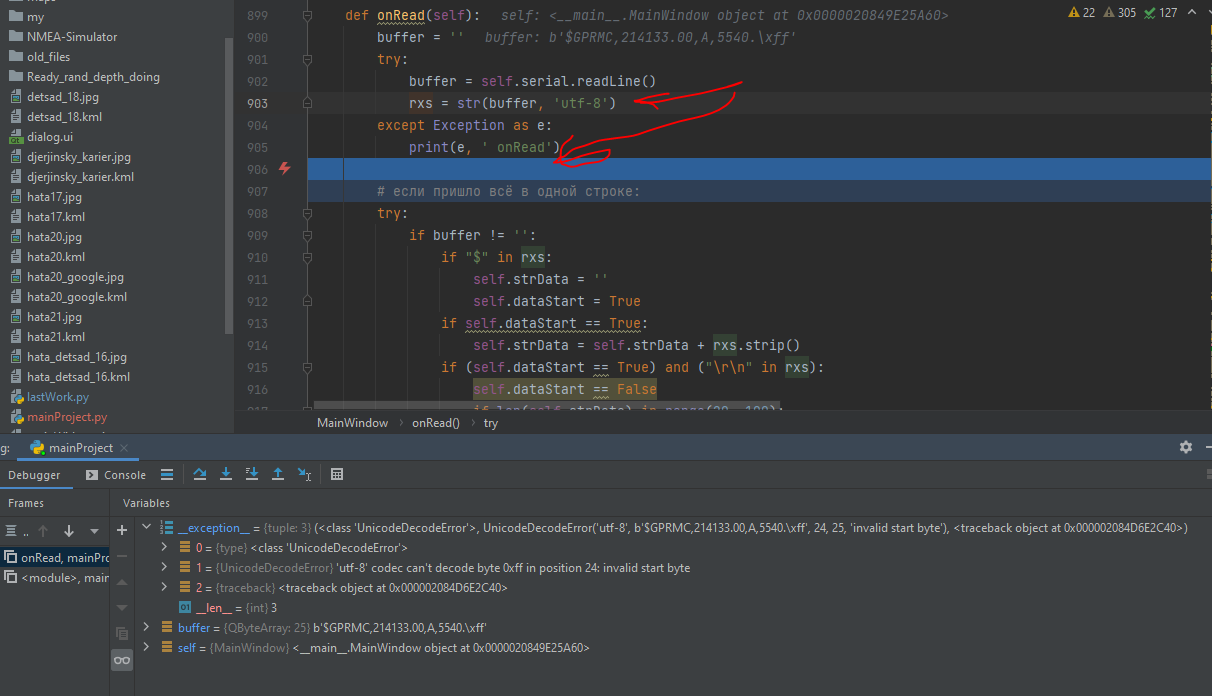 my
NMEA-Simulator
old_files
Ready_rand_depth_doing
detsad_18.jpg
detsad_18.kml
dialog.ui
djerjinsky_karier.jpg
djerjinsky_karier.kml
hata17.jpg
hata17.kml
hata20.jpg
hata20.kml
hata20_google.jpg
hata20_google.kml
hata21.jpg
hata21.kml
hata_detsad_16.jpg
hata_detsad_16.kml
lastWork.py
mainProject.py
22 305 127
899 def onRead(self): self: <__main__.MainWindow object at 0x0000020849E25A60>
900 buffer = '' buffer: b'$GPRMC,214133.00,A,5540.\xff'
901 try:
902 buffer = self.serial.readLine()
903 rxs = str(buffer, 'utf-8')
904 except Exception as e:
905 print(e, ' onRead')
906
907 # если пришло всё в одной строке:
908 try:
909 if buffer != '':
910 if "$" in rxs:
911 self.strData = ''
912 self.dataStart = True
913 if self.dataStart == True:
914 self.strData = self.strData + rxs.strip()
915 if (self.dataStart == True) and ("\r\n" in rxs):
916 self.dataStart == False
MainWindow onRead() try
g: mainProject
Debugger Console
Frames Variables
__exception__ = {tuple: 3} (<class 'UnicodeDecodeError'>, UnicodeDecodeError('utf-8', b'$GPRMC,214133.00,A,5540.\xff', 24, 25, 'invalid start byte'), <traceback object at 0x000002084D6E2C40>)
0 = {type} <class 'UnicodeDecodeError'>
1 = {UnicodeDecodeError} 'utf-8' codec can't decode byte 0xff in position 24: invalid start byte
2 = {traceback} <traceback object at 0x000002084D6E2C40>
01 __len__ = {int} 3
buffer = {QByteArray: 25} b'$GPRMC,214133.00,A,5540.\xff'
self = {MainWindow} <__main__.MainWindow object at 0x0000020849E25A60>
onRead, mainPro
<module>, main